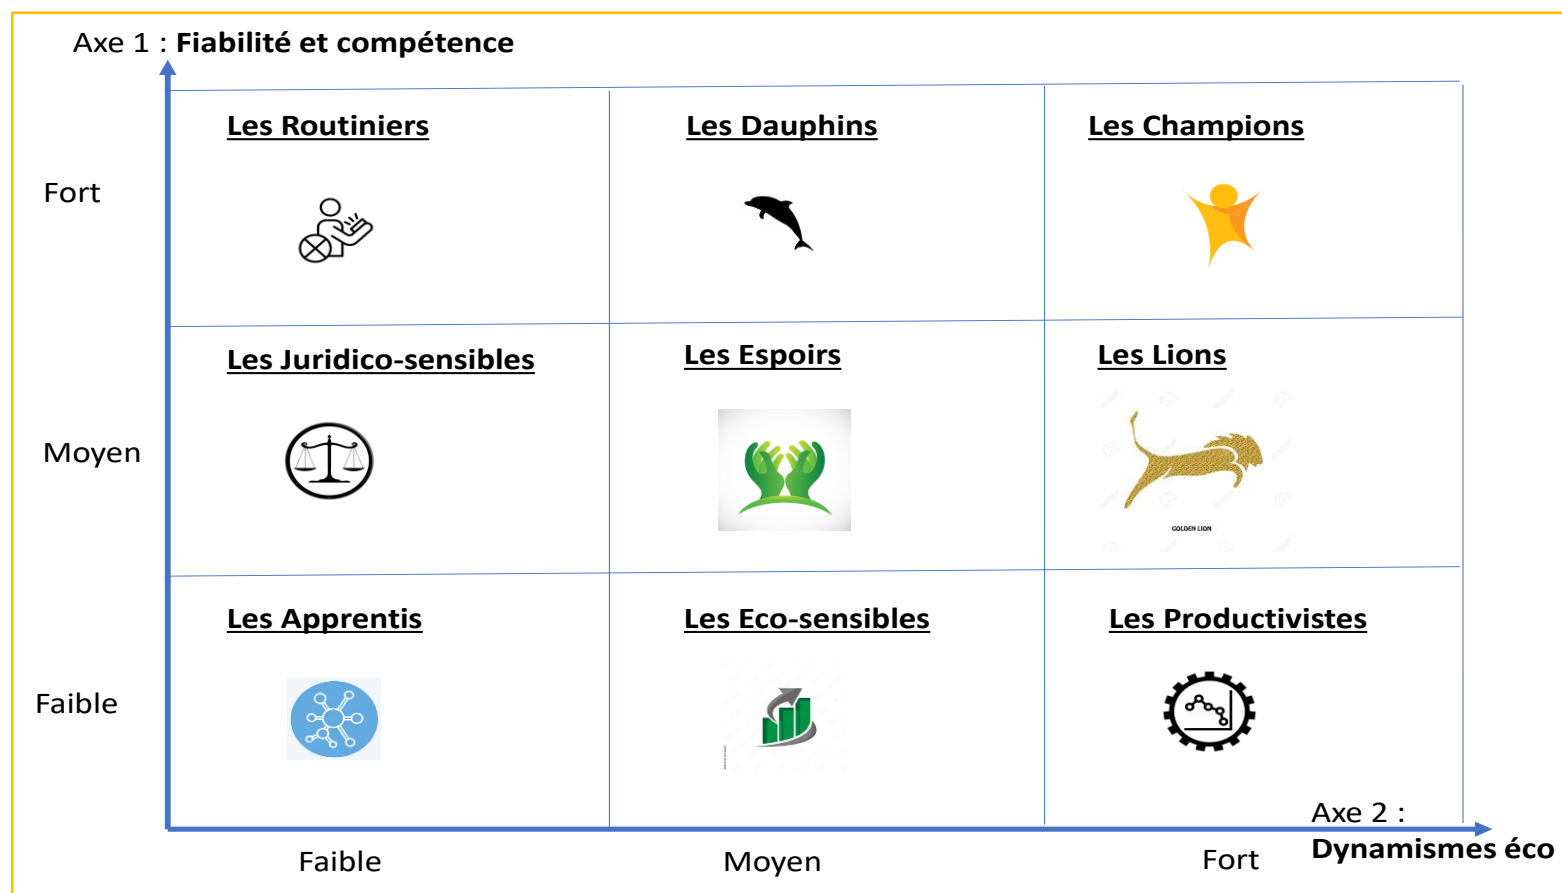 Axe 1 : Fiabilité et compétence
Les Routiniers
Les Dauphins
Les Champions
Fort
Les Juridico-sensibles
Les Espoirs
Les Lions
Moyen
GOLDEN LION
Les Apprentis
Les Eco-sensibles
Les Productivistes
Faible
Axe 2 :
Dynamismes éco
Faible
Moyen
Fort